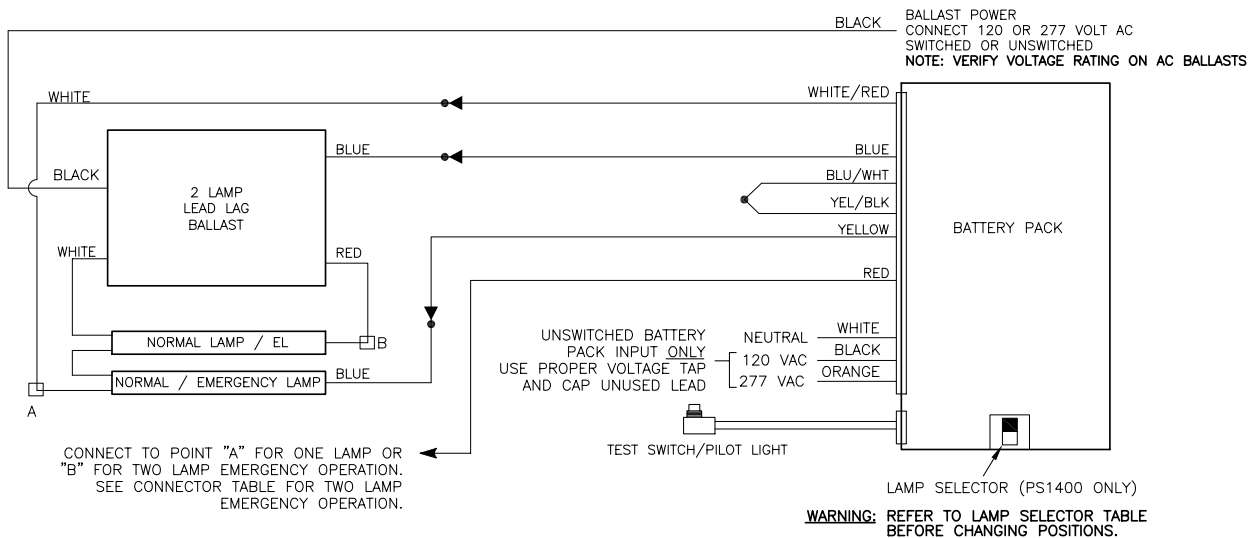 BLACK
BALLAST POWER
CONNECT 120 OR 277 VOLT AC
SWITCHED OR UNSWITCHED
NOTE: VERIFY VOLTAGE RATING ON AC BALLASTS
WHITE
WHITE/RED
BLUE
BLUE
BLACK
2 LAMP
LEAD LAG
BALLAST
BLU/WHT
YEL/BLK
YELLOW
BATTERY PACK
WHITE
RED
RED
NORMAL LAMP / EL
B
NORMAL / EMERGENCY LAMP
BLUE
A
UNSWITCHED BATTERY
PACK INPUT ONLY
USE PROPER VOLTAGE TAP
AND CAP UNUSED LEAD
NEUTRAL
WHITE
120 VAC
BLACK
277 VAC
ORANGE
TEST SWITCH/PILOT LIGHT
CONNECT TO POINT "A" FOR ONE LAMP OR
"B" FOR TWO LAMP EMERGENCY OPERATION.
SEE CONNECTOR TABLE FOR TWO LAMP
EMERGENCY OPERATION.
LAMP SELECTOR (PS1400 ONLY)
WARNING: REFER TO LAMP SELECTOR TABLE
BEFORE CHANGING POSITIONS.